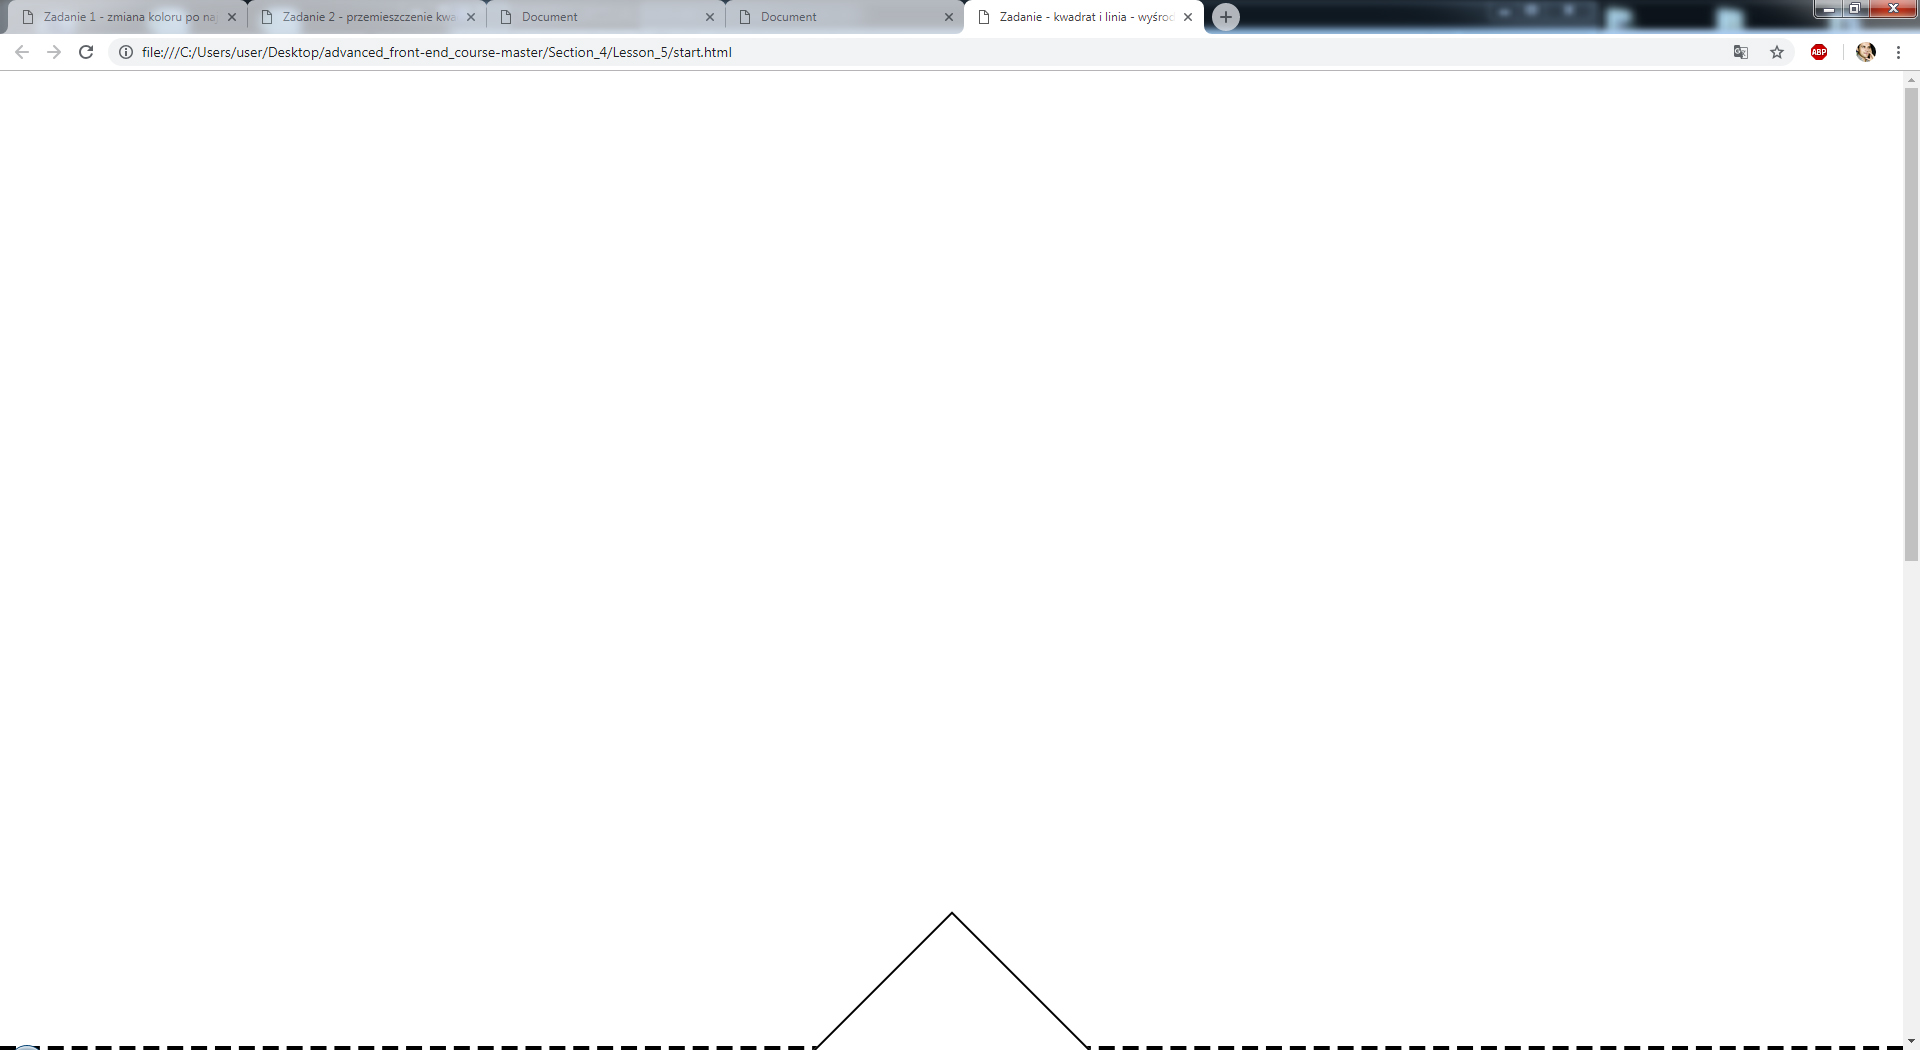 Zadanie 1 - zmiana koloru po na
Zadanie 2 - przemieszczenie kwa
Document
Document
Zadanie - kwadrat i linia - wyśroc
file:///C:/Users/user/Desktop/advanced_front-end_course-master/Section_4/Lesson_5/start.html
ABP